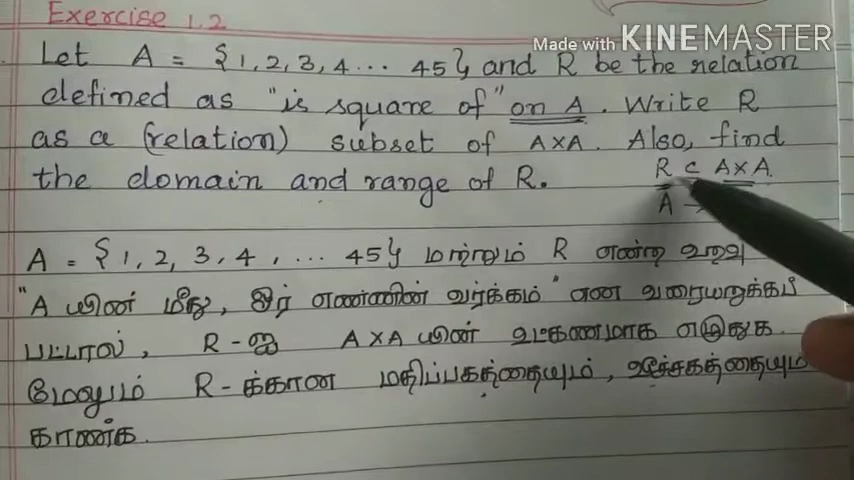 Exercise 1.2
Made with KINEMASTER
Let A = {1, 2, 3, 4 ... 45} and R be the relation
defined as "is square of" on A. Write R
as a (relation) subset of A×A. Also, find
the domain and range of R.
R ⊂ A×A.
A →
A = {1, 2, 3, 4, ... 45} மற்றும் R என்ற உறவு
"A யின் மீது, ஓர் எண்ணின் வர்க்கம்" என வரையறுக்கப்
பட்டால், R-ஐ A×A யின் உட்கணமாக எழுதுக.
மேலும் R-க்கான மதிப்பகத்தையும், வீச்சகத்தையும்
காண்க.